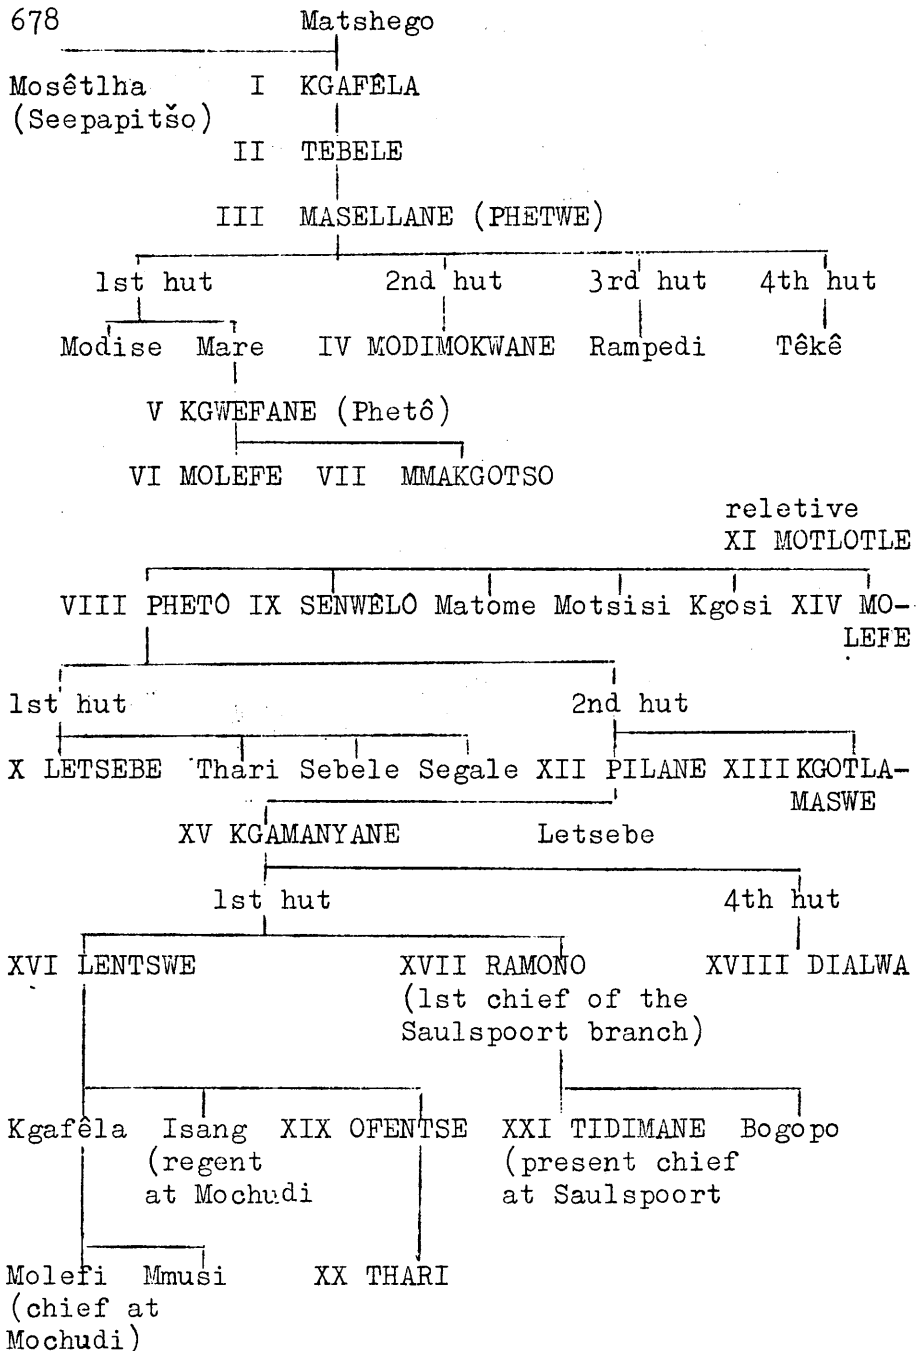 678 Matshego
Mosêtlha I KGAFÊLA
(Seepapitšo)
II TEBELE
III MASELLANE (PHETWE)
1st hut 2nd hut 3rd hut 4th hut
Modise Mare IV MODIMOKWANE Rampedi Têkê
V KGWEFANE (Phetô)
VI MOLEFE VII MMAKGOTSO
reletive
XI MOTLOTLE
VIII PHETÔ IX SENWÊLÔ Matome Motsisi Kgosi XIV MO-
LEFE
1st hut 2nd hut
X LETSEBE Thari Sebele Segale XII PILANE XIII KGOTLA-
MASWE
XV KGAMANYANE Letsebe
1st hut 4th hut
XVI LENTSWE XVII RAMONO XVIII DIALWA
(1st chief of the
Saulspoort branch)
Kgafêla Isang XIX OFENTSE XXI TIDIMANE Bogopo
(regent (present chief
at Mochudi at Saulspoort
Molefi Mmusi XX THARI
(chief at
Mochudi)